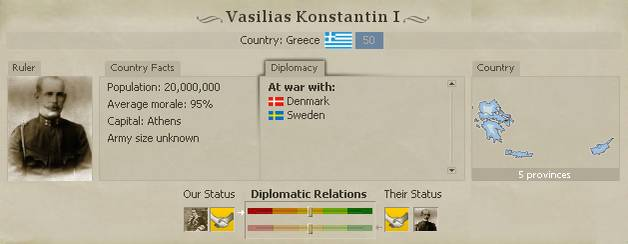 Vasilias Konstantin I
Country: Greece 50
Ruler
Country Facts
Population: 20,000,000
Average morale: 95%
Capital: Athens
Army size unknown
Diplomacy
At war with:
Denmark
Sweden
Country
5 provinces
Our Status
Diplomatic Relations
Their Status